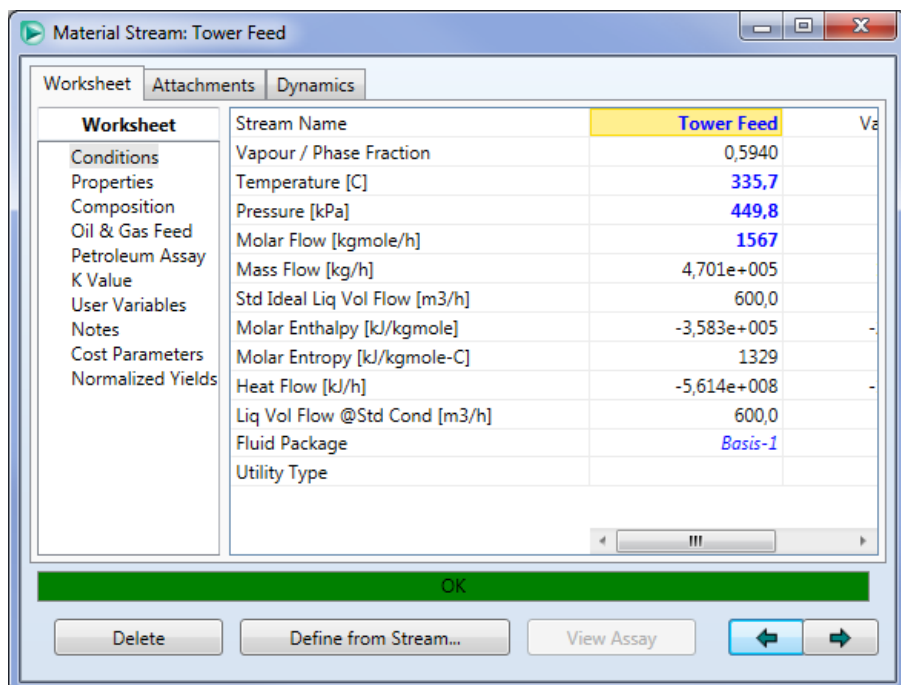 Material Stream: Tower Feed
Worksheet Attachments Dynamics
Worksheet
Conditions
Properties
Composition
Oil & Gas Feed
Petroleum Assay
K Value
User Variables
Notes
Cost Parameters
Normalized Yields
Stream Name Tower Feed Va
Vapour / Phase Fraction 0,5940
Temperature [C] 335,7
Pressure [kPa] 449,8
Molar Flow [kgmole/h] 1567
Mass Flow [kg/h] 4,701e+005
Std Ideal Liq Vol Flow [m3/h] 600,0
Molar Enthalpy [kJ/kgmole] -3,583e+005 -
Molar Entropy [kJ/kgmole-C] 1329
Heat Flow [kJ/h] -5,614e+008 -
Liq Vol Flow @Std Cond [m3/h] 600,0
Fluid Package Basis-1
Utility Type
OK
Delete Define from Stream... View Assay